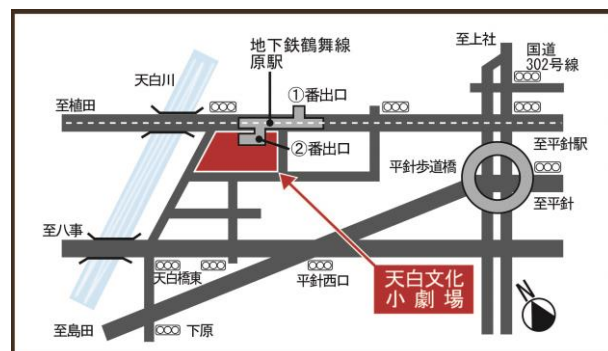 至上社
国道
302号線
地下鉄鶴舞線
原駅
天白川
①番出口
至植田
②番出口
至平針駅
平針歩道橋
至平針
至八事
天白橋東
平針西口
天白文化
小劇場
N
至島田
下原